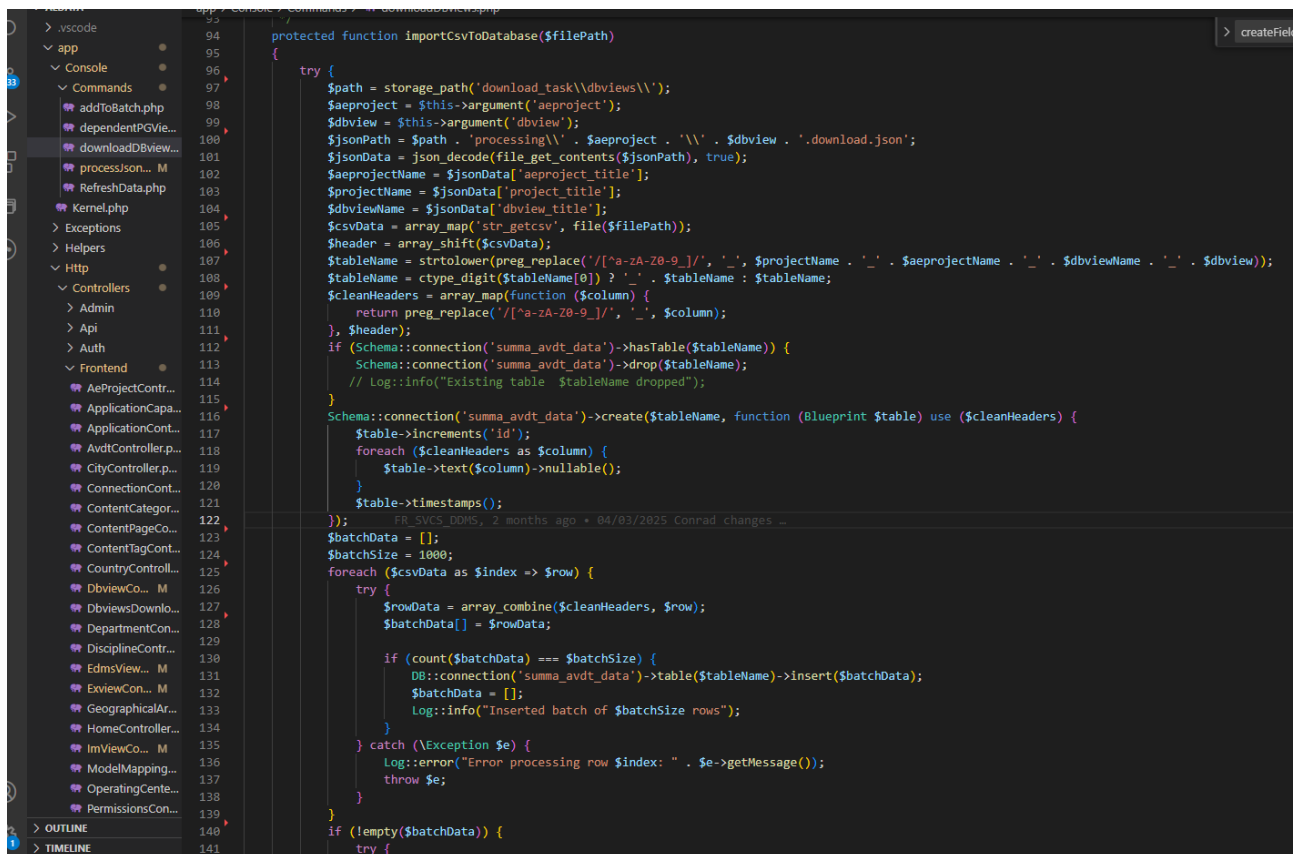 app > Console > Commands > downloadDBviews.php
> .vscode
app
Console
Commands
addToBatch.php
dependentPGVie...
downloadDBview...
processJson... M
RefreshData.php
Kernel.php
> Exceptions
> Helpers
Http
Controllers
> Admin
> Api
> Auth
Frontend
AeProjectContr...
ApplicationCapa...
ApplicationCont...
AvdtController.p...
CityController.p...
ConnectionCont...
ContentCategor...
ContentPageCo...
ContentTagCont...
CountryControll...
DbviewCo... M
DbviewsDownlo...
DepartmentCon...
DisciplineContr...
EdmsView... M
ExviewCon... M
GeographicalAr...
HomeController...
ImViewCo... M
ModelMapping...
OperatingCente...
PermissionsCon...
> OUTLINE
> TIMELINE
33
1
> createField
93 */
94 protected function importCsvToDatabase($filePath)
95 {
96 try {
97 $path = storage_path('download_task\\dbviews\\');
98 $aeproject = $this->argument('aeproject');
99 $dbview = $this->argument('dbview');
100 $jsonPath = $path . 'processing\\' . $aeproject . '\\' . $dbview . '.download.json';
101 $jsonData = json_decode(file_get_contents($jsonPath), true);
102 $aeprojectName = $jsonData['aeproject_title'];
103 $projectName = $jsonData['project_title'];
104 $dbviewName = $jsonData['dbview_title'];
105 $csvData = array_map('str_getcsv', file($filePath));
106 $header = array_shift($csvData);
107 $tableName = strtolower(preg_replace('/[^a-zA-Z0-9_]/', '_', $projectName . '_' . $aeprojectName . '_' . $dbviewName . '_' . $dbview));
108 $tableName = ctype_digit($tableName[0]) ? '_' . $tableName : $tableName;
109 $cleanHeaders = array_map(function ($column) {
110 return preg_replace('/[^a-zA-Z0-9_]/', '_', $column);
111 }, $header);
112 if (Schema::connection('summa_avdt_data')->hasTable($tableName)) {
113 Schema::connection('summa_avdt_data')->drop($tableName);
114 // Log::info("Existing table  $tableName dropped");
115 }
116 Schema::connection('summa_avdt_data')->create($tableName, function (Blueprint $table) use ($cleanHeaders) {
117 $table->increments('id');
118 foreach ($cleanHeaders as $column) {
119 $table->text($column)->nullable();
120 }
121 $table->timestamps();
122 }); FR_SVCS_DDMS, 2 months ago • 04/03/2025 Conrad changes …
123 $batchData = [];
124 $batchSize = 1000;
125 foreach ($csvData as $index => $row) {
126 try {
127 $rowData = array_combine($cleanHeaders, $row);
128 $batchData[] = $rowData;
129
130 if (count($batchData) === $batchSize) {
131 DB::connection('summa_avdt_data')->table($tableName)->insert($batchData);
132 $batchData = [];
133 Log::info("Inserted batch of $batchSize rows");
134 }
135 } catch (\Exception $e) {
136 Log::error("Error processing row $index: " . $e->getMessage());
137 throw $e;
138 }
139 }
140 if (!empty($batchData)) {
141 try {